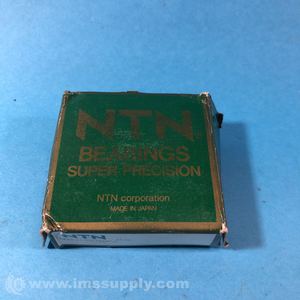 NTN
BEARINGS
SUPER PRECISION
NTN corporation
MADE IN JAPAN
NTN
© www.imssupply.com